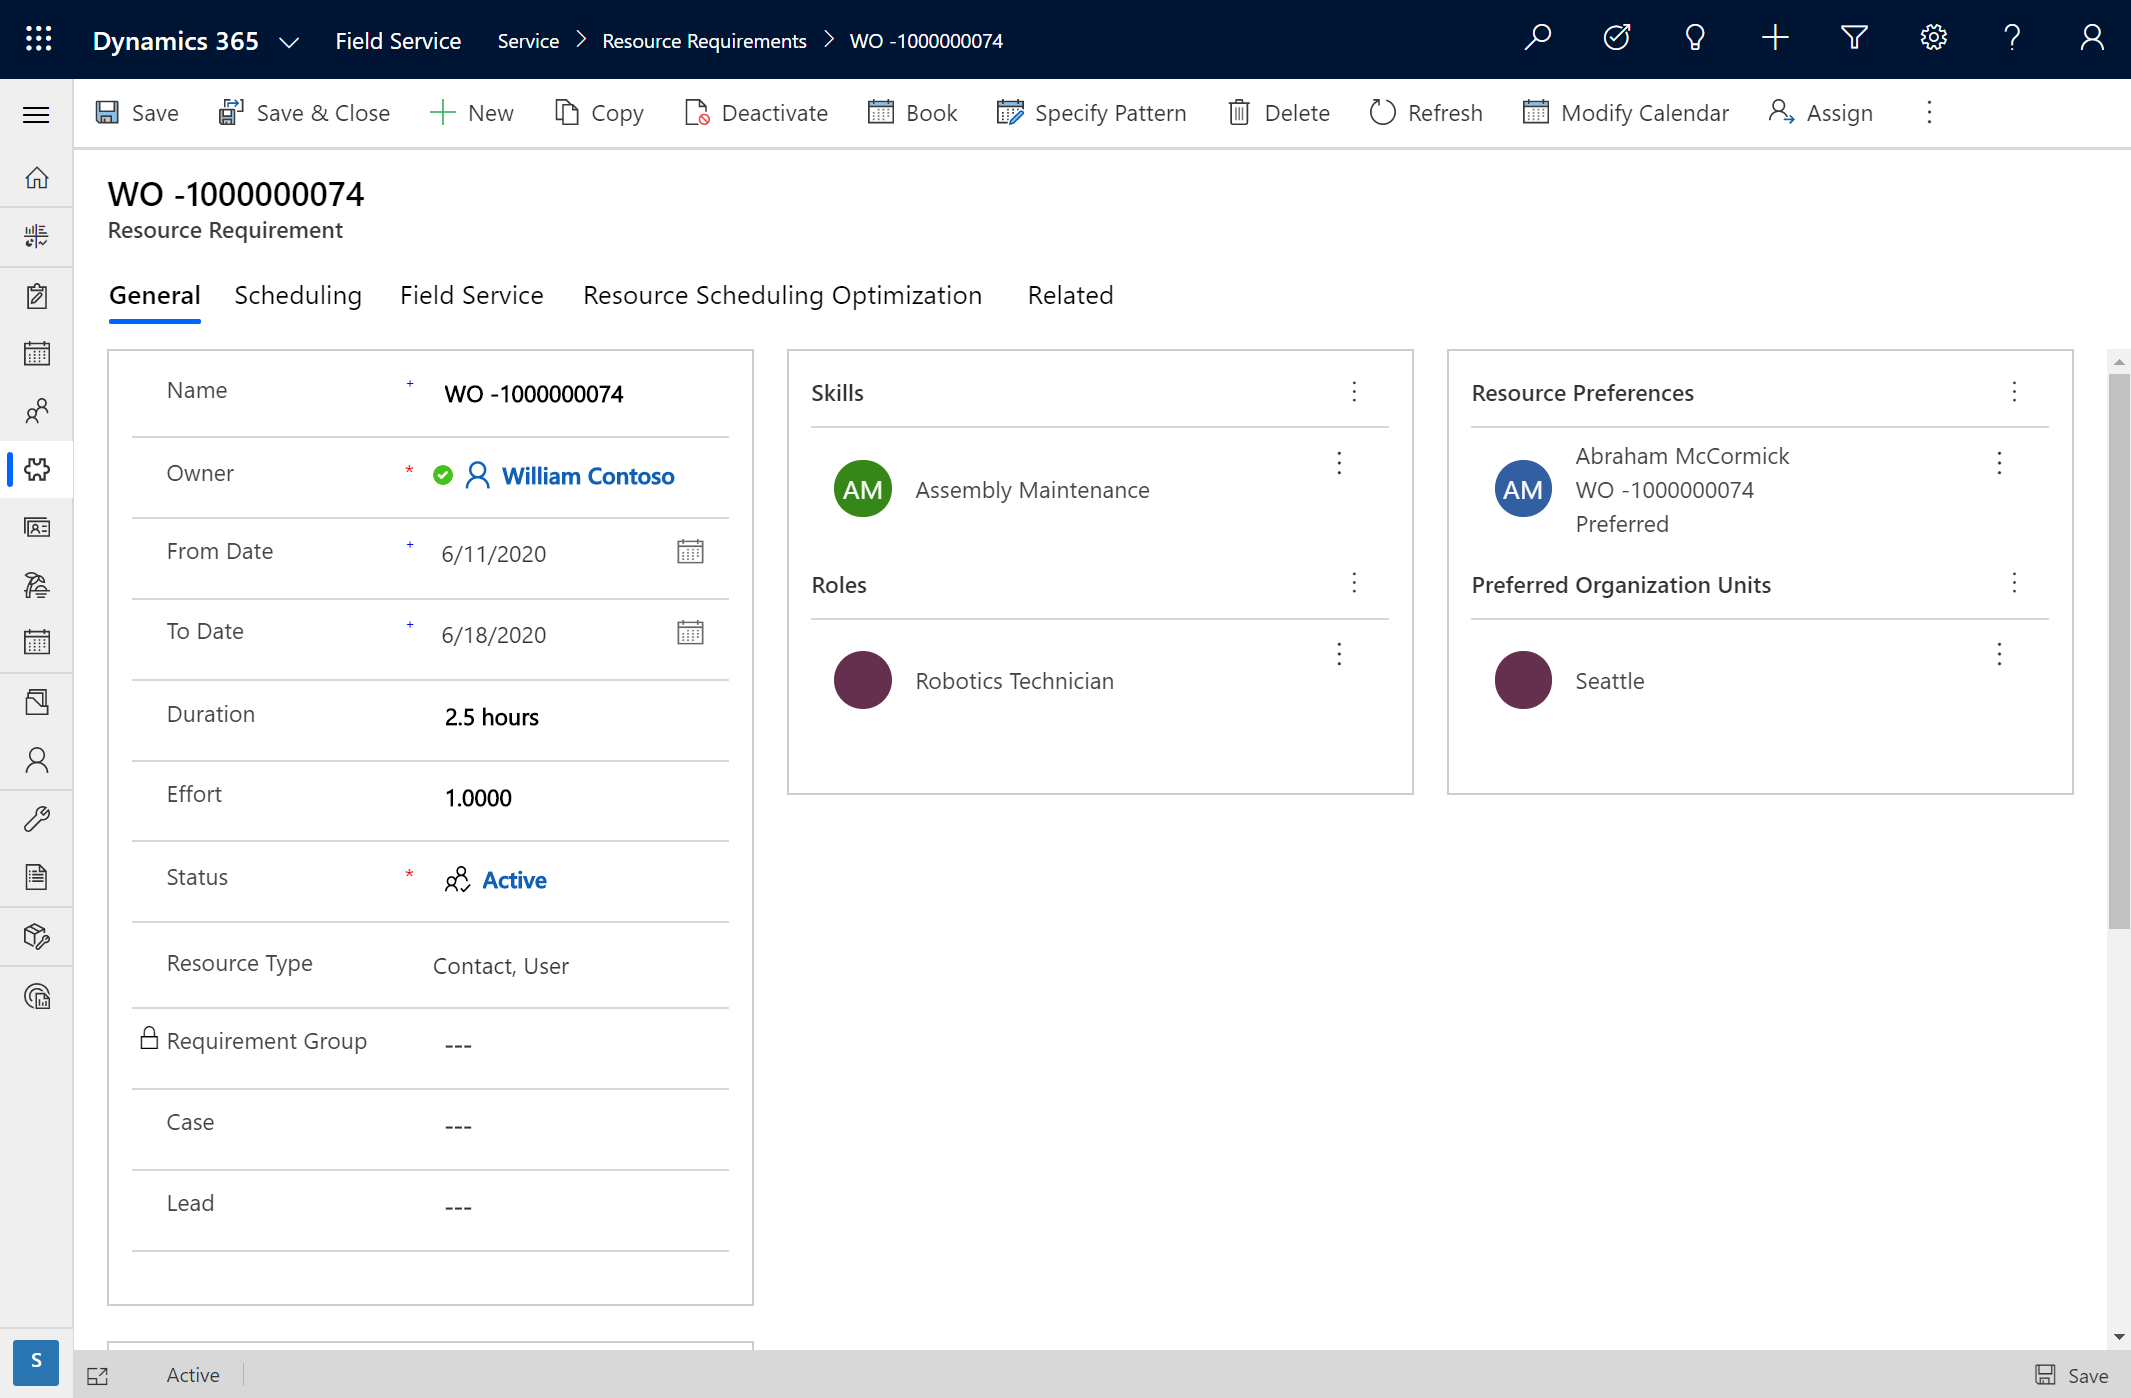 Dynamics 365 Field Service Service Resource Requirements WO -1000000074
Save Save & Close New Copy Deactivate Book Specify Pattern Delete Refresh Modify Calendar Assign
WO -1000000074
Resource Requirement
General Scheduling Field Service Resource Scheduling Optimization Related
Name + WO -1000000074
Owner * William Contoso
From Date + 6/11/2020
To Date + 6/18/2020
Duration 2.5 hours
Effort 1.0000
Status * Active
Resource Type Contact, User
Requirement Group ---
Case ---
Lead ---
Skills
AM Assembly Maintenance
Roles
Robotics Technician
Resource Preferences
AM
Abraham McCormick
WO -1000000074
Preferred
Preferred Organization Units
Seattle
S
Active
Save